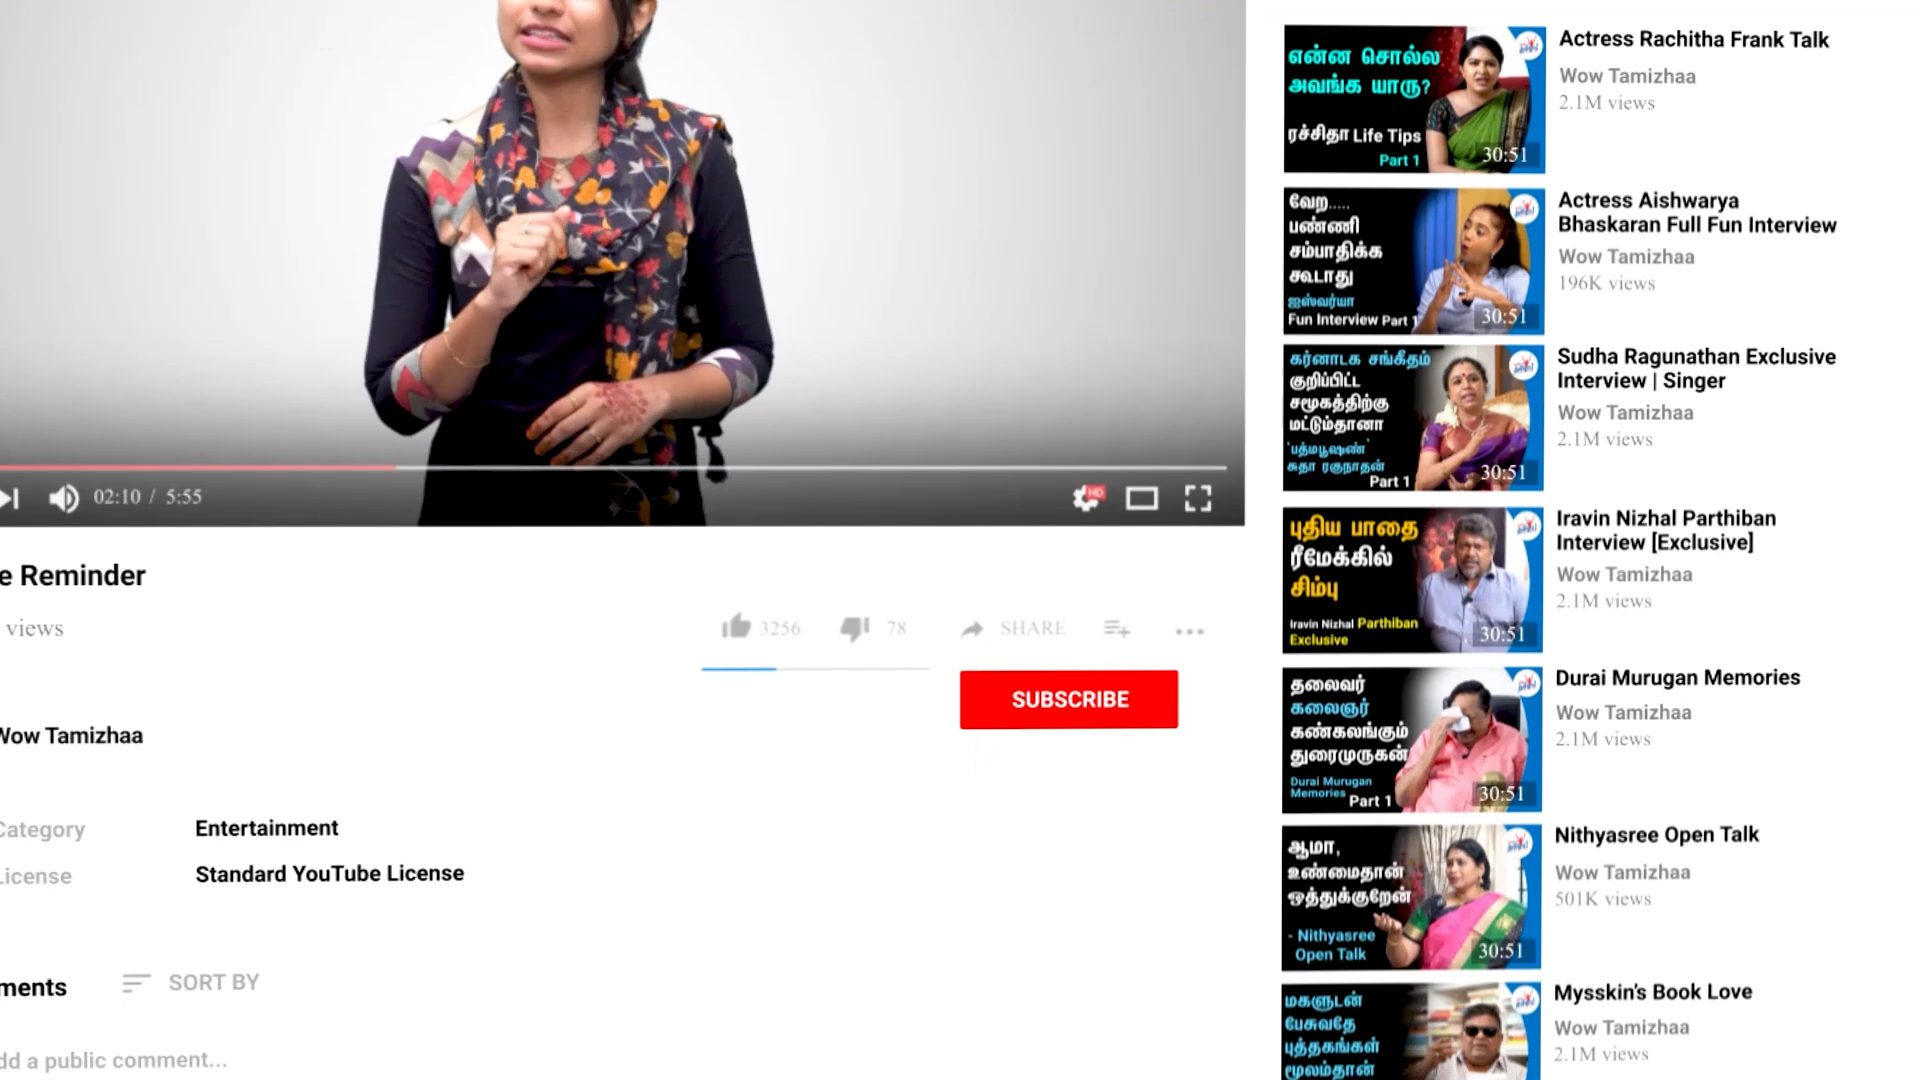 02:10 / 5:55
HD
e Reminder
views
3256
78
SHARE
SUBSCRIBE
Wow Tamizhaa
Category
Entertainment
License
Standard YouTube License
ments
SORT BY
dd a public comment...
என்ன சொல்ல
அவங்க யாரு?
ரச்சிதா Life Tips
Part 1
30:51
Actress Rachitha Frank Talk
Wow Tamizhaa
2.1M views
வேற.....
பண்ணி
சம்பாதிக்க
கூடாது
ஐஸ்வர்யா
Fun Interview Part 1
30:51
Actress Aishwarya
Bhaskaran Full Fun Interview
Wow Tamizhaa
196K views
கர்னாடக சங்கீதம்
குறிப்பிட்ட
சமூகத்திற்கு
மட்டும்தானா
'பத்மபூஷண்'
சுதா ரகுநாதன்
Part 1
30:51
Sudha Ragunathan Exclusive
Interview | Singer
Wow Tamizhaa
2.1M views
புதிய பாதை
ரீமேக்கில்
சிம்பு
Iravin Nizhal Parthiban
Exclusive
30:51
Iravin Nizhal Parthiban
Interview [Exclusive]
Wow Tamizhaa
2.1M views
தலைவர்
கலைஞர்
கண்கலங்கும்
துரைமுருகன்
Durai Murugan
Memories Part 1
30:51
Durai Murugan Memories
Wow Tamizhaa
2.1M views
ஆமா,
உண்மைதான்
ஒத்துக்குறேன்
- Nithyasree
Open Talk
30:51
Nithyasree Open Talk
Wow Tamizhaa
501K views
மகளுடன்
பேசுவதே
புத்தகங்கள்
மூலம்தான்
Mysskin's Book Love
Wow Tamizhaa
2.1M views